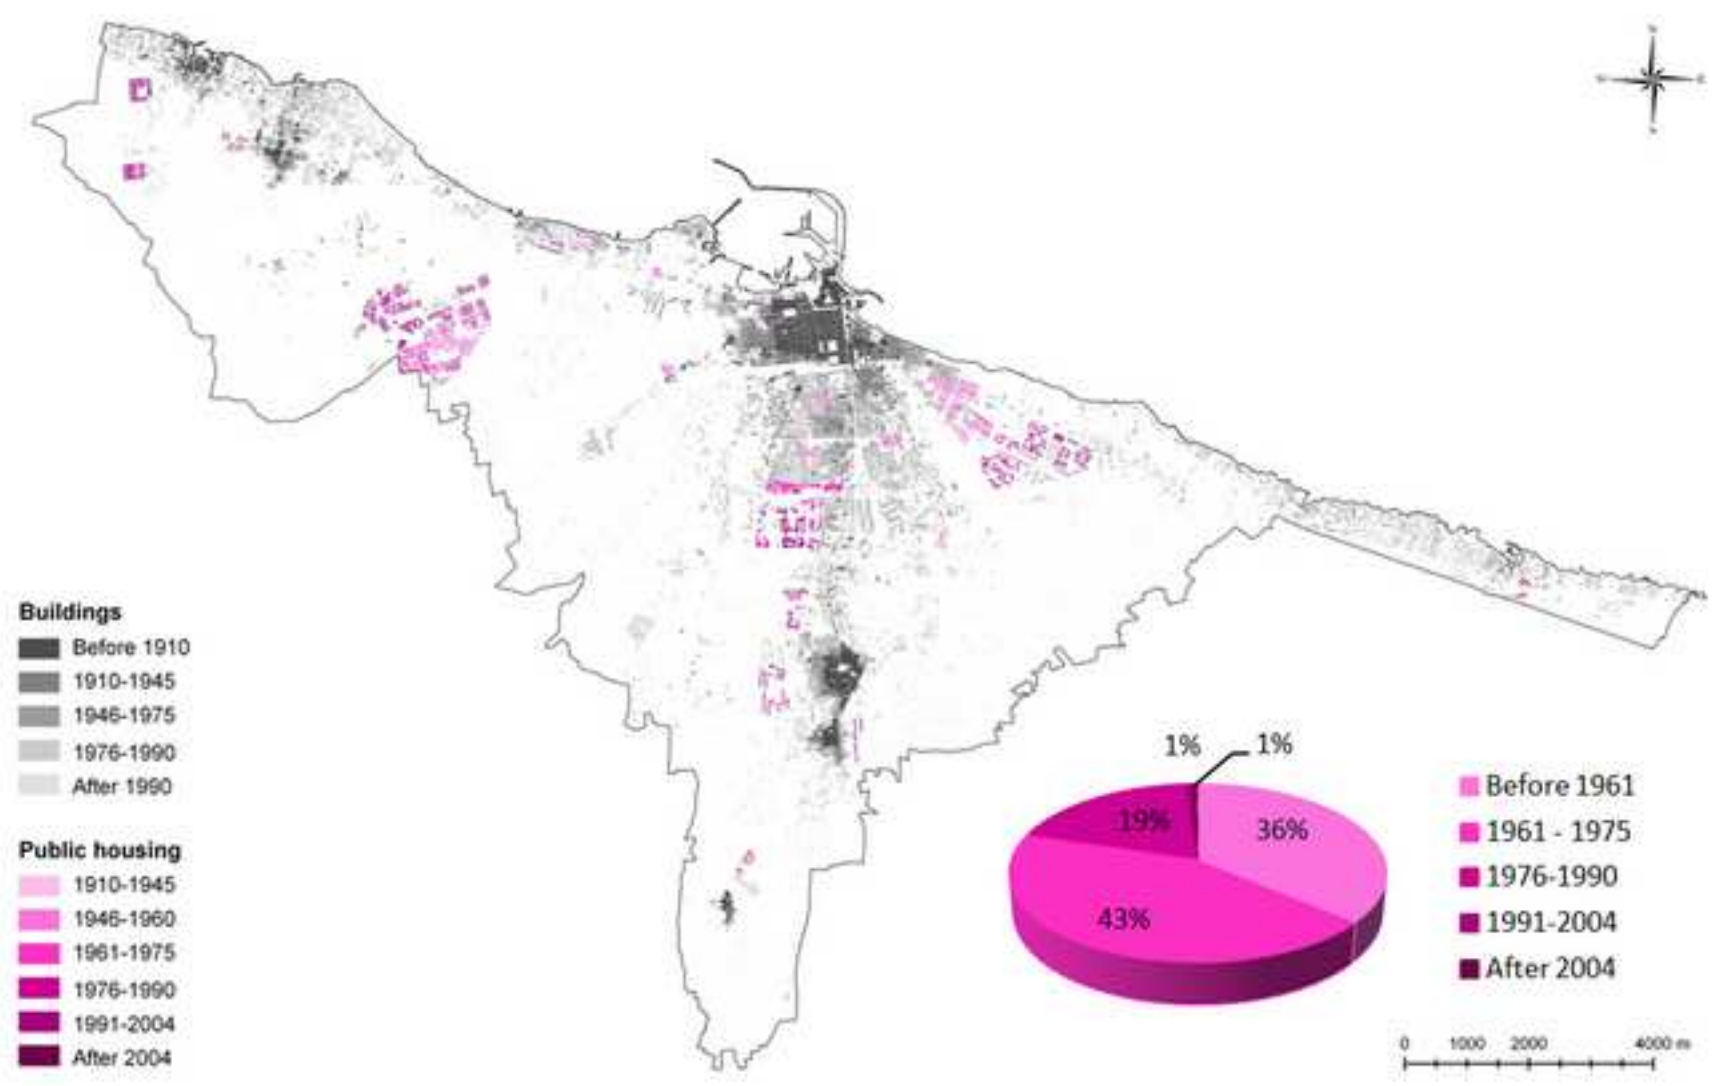 Buildings
Before 1910
1910-1945
1946-1975
1976-1990
After 1990
Public housing
1910-1945
1946-1960
1961-1975
1976-1990
1991-2004
After 2004
1% 1%
19%
36%
43%
Before 1961
1961 - 1975
1976-1990
1991-2004
After 2004
0 1000 2000 4000 m